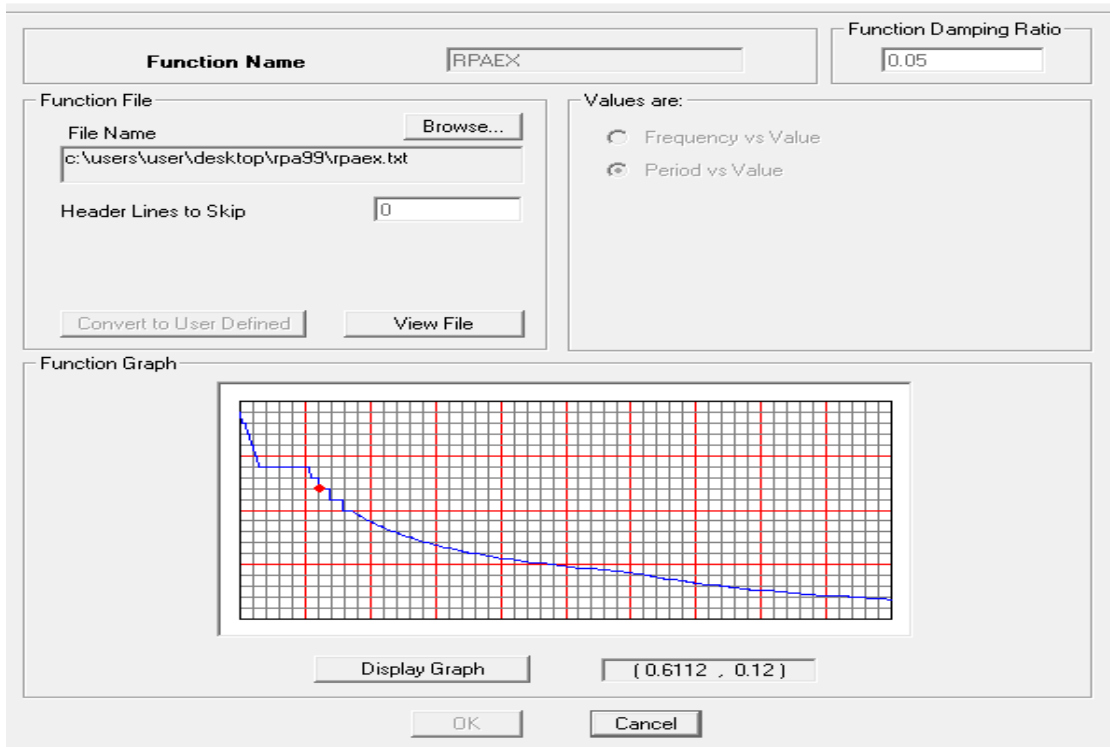 Function Name
RPAEX
Function Damping Ratio
0.05
Function File
File Name
Browse...
c:\users\user\desktop\rpa99\rpaex.txt
Header Lines to Skip
0
Convert to User Defined
View File
Values are:
Frequency vs Value
Period vs Value
Function Graph
Display Graph
( 0.6112 , 0.12 )
OK
Cancel